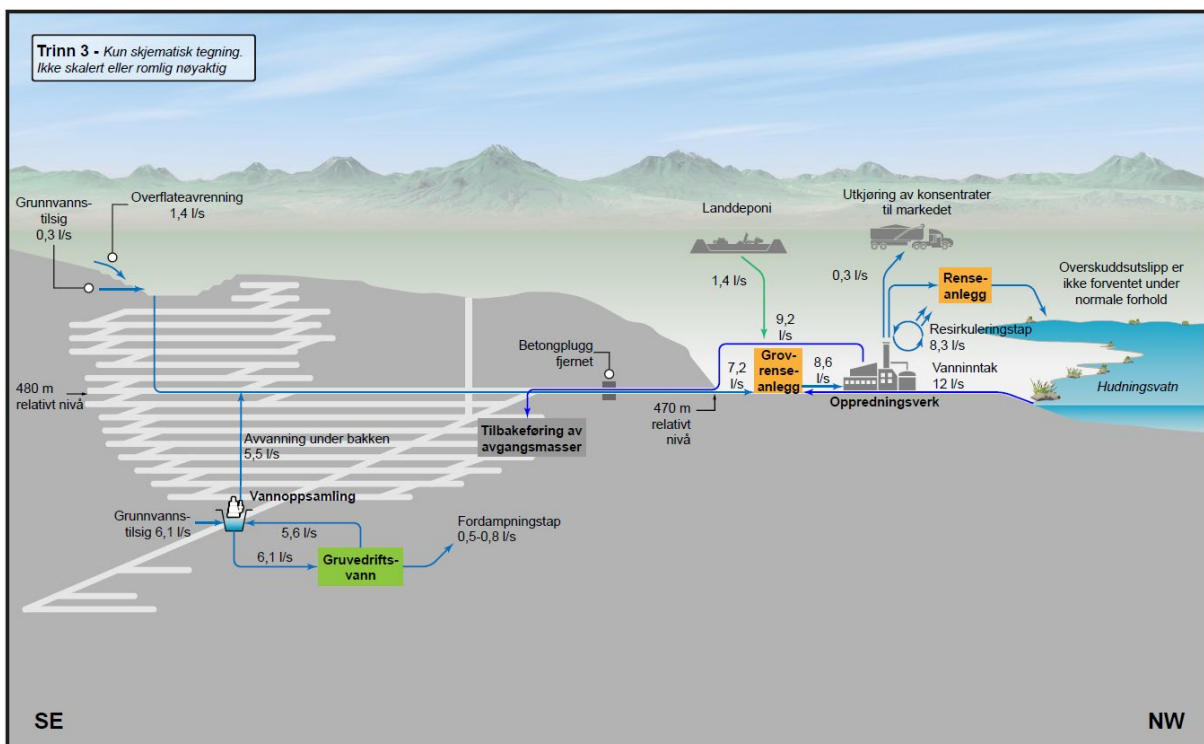 Trinn 3 - Kun skjematisk tegning.
Ikke skalert eller romlig nøyaktig
Grunnvanns-
tilsig
0,3 l/s
Overflateavrenning
1,4 l/s
Landdeponi
1,4 l/s
Utkjøring av konsentrater
til markedet
0,3 l/s
Rense-
anlegg
Overskuddsutslipp er
ikke forventet under
normale forhold
Resirkuleringstap
8,3 l/s
Vanninntak
12 l/s
Hudningsvatn
Betongplugg
fjernet
9,2
l/s
7,2
l/s
Grov-
rense-
anlegg
8,6
l/s
Oppredningsverk
480 m
relativt nivå
470 m
relativt
nivå
Tilbakeføring av
avgangsmasser
Avvanning under bakken
5,5 l/s
Vannoppsamling
Grunnvanns-
tilsig 6,1 l/s
5,6 l/s
6,1 l/s
Gruvedrifts-
vann
Fordampningstap
0,5-0,8 l/s
SE
NW